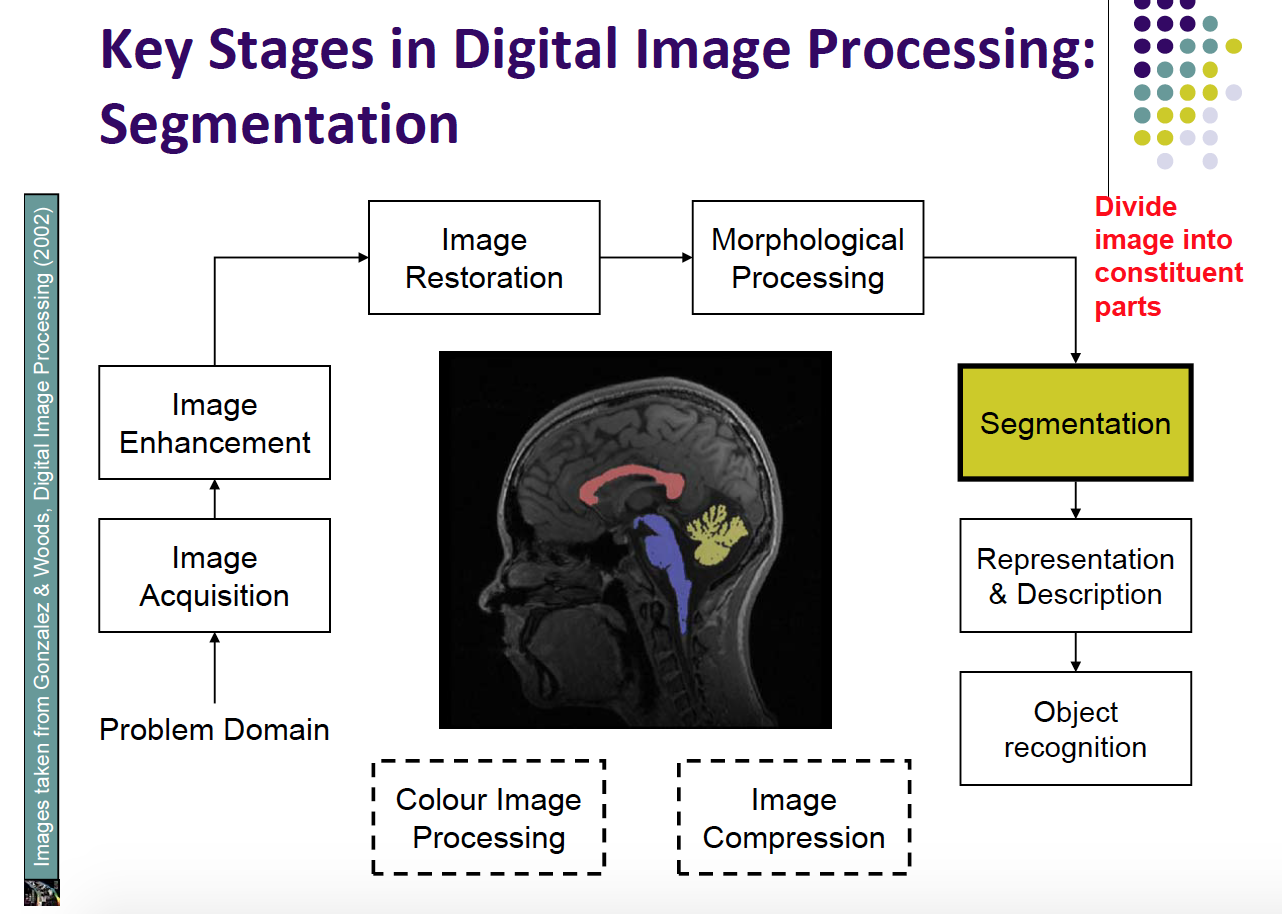 Key Stages in Digital Image Processing:
Segmentation
Images taken from Gonzalez & Woods, Digital Image Processing (2002)
Divide
image into
constituent
parts
Image
Restoration
Morphological
Processing
Image
Enhancement
Segmentation
Image
Acquisition
Representation
& Description
Problem Domain
Object
recognition
Colour Image
Processing
Image
Compression